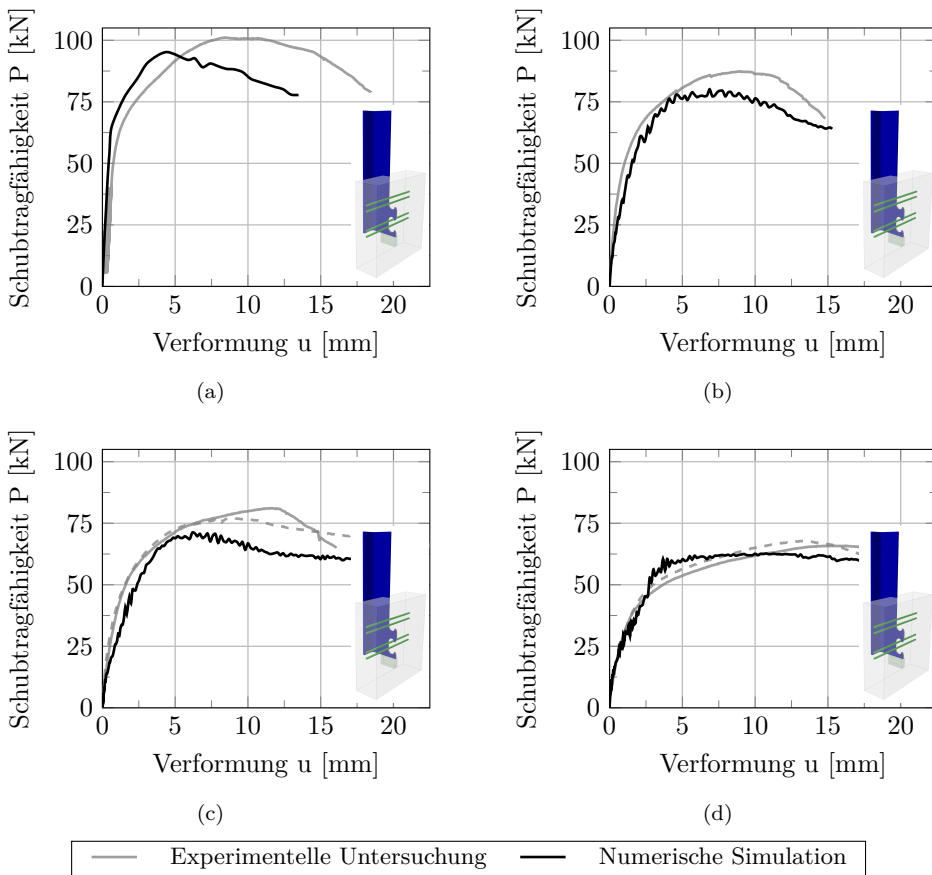 Schubtragfähigkeit P [kN]
100
75
50
25
0
0 5 10 15 20
Verformung u [mm]
(a)
Schubtragfähigkeit P [kN]
100
75
50
25
0
0 5 10 15 20
Verformung u [mm]
(b)
Schubtragfähigkeit P [kN]
100
75
50
25
0
0 5 10 15 20
Verformung u [mm]
(c)
Schubtragfähigkeit P [kN]
100
75
50
25
0
0 5 10 15 20
Verformung u [mm]
(d)
Experimentelle Untersuchung Numerische Simulation